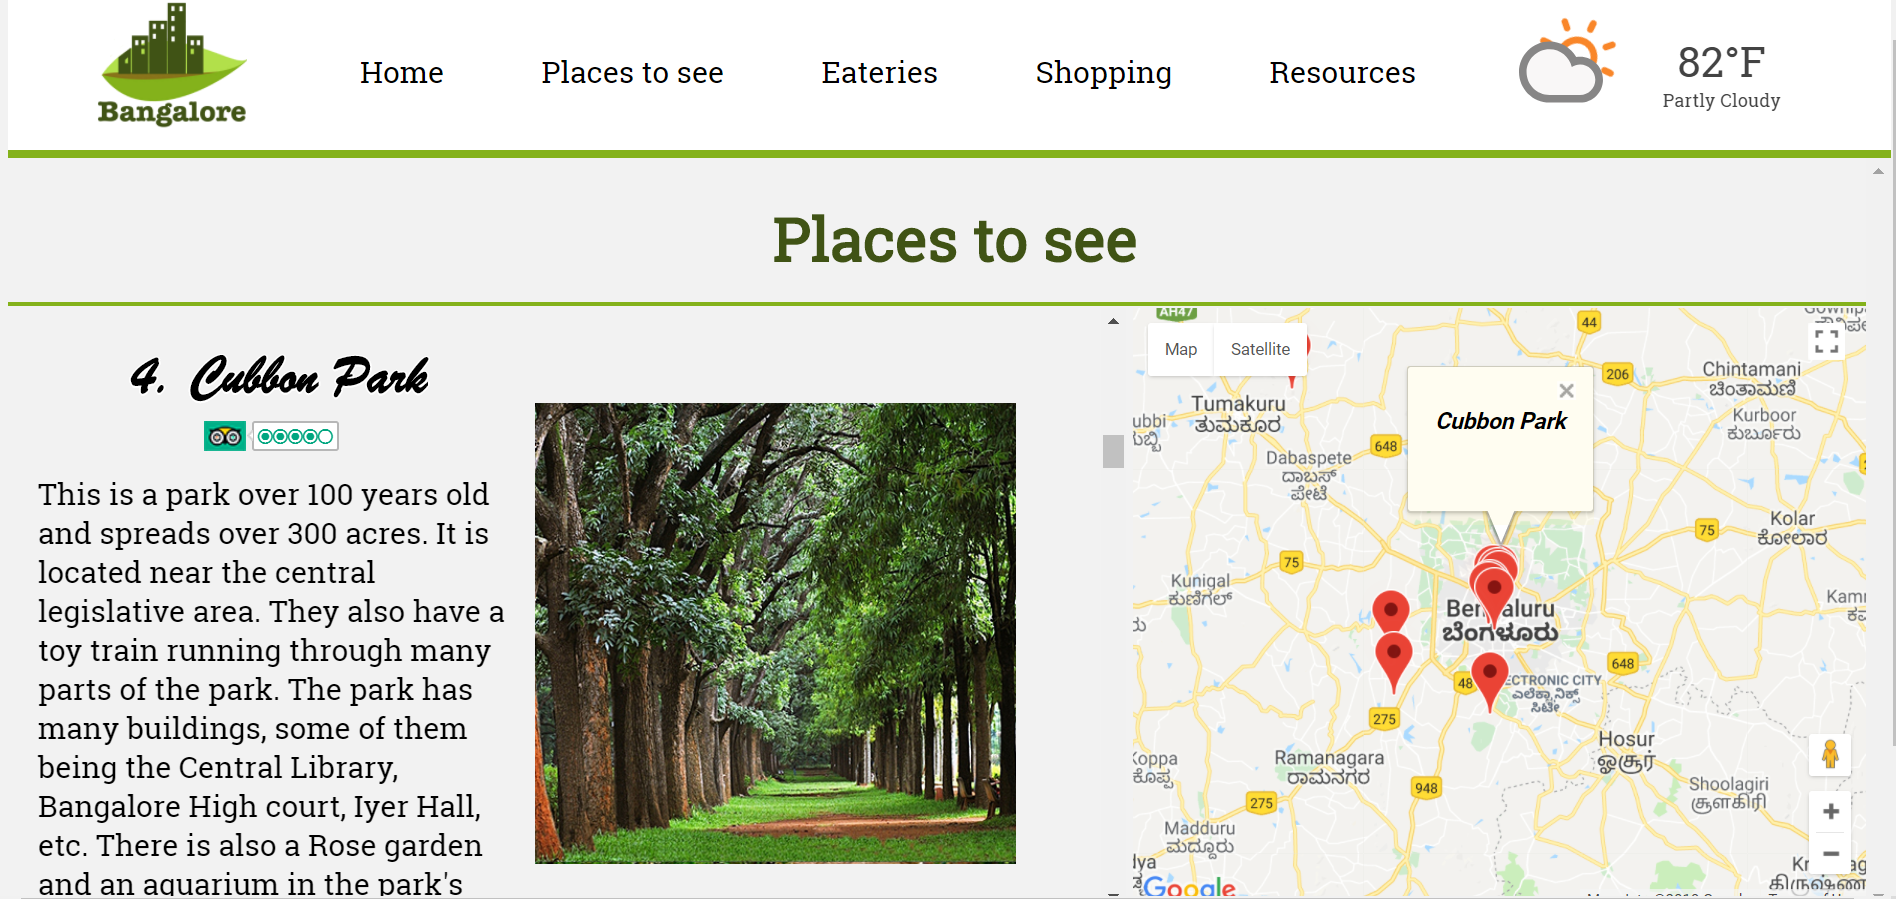 Bangalore
Home
Places to see
Eateries
Shopping
Resources
82°F
Partly Cloudy
Places to see
4. Cubbon Park
This is a park over 100 years old
and spreads over 300 acres. It is
located near the central
legislative area. They also have a
toy train running through many
parts of the park. The park has
many buildings, some of them
being the Central Library,
Bangalore High court, Iyer Hall,
etc. There is also a Rose garden
and an aquarium in the park's
AH47
Map
Satellite
44
206
Chintamani
ಚಿಂತಾಮಣಿ
Cubbon Park
Tumakuru
ತುಮಕೂರ
Kurboor
ಕುರ್ಬೂರು
648
Dabaspete
ದಾಬಸ್
ಪೇಟೆ
Kolar
ಕೋಲಾರ
75
75
Kunigal
ಕುಣಿಗಲ್
ಬೆಂಗಳೂರು
648
48
CTRONIC CITY
ಎಲೆಕ್ಟ್ರಾನಿಕ್ಸ್
ಸಿಟೀ
275
Hosur
ஓசூர்
Ramanagara
ರಾಮನಗರ
Koppa
ಕೊಪ್ಪ
Shoolagiri
சூளகிரி
948
275
Madduru
ಮದ್ದೂರು
Google